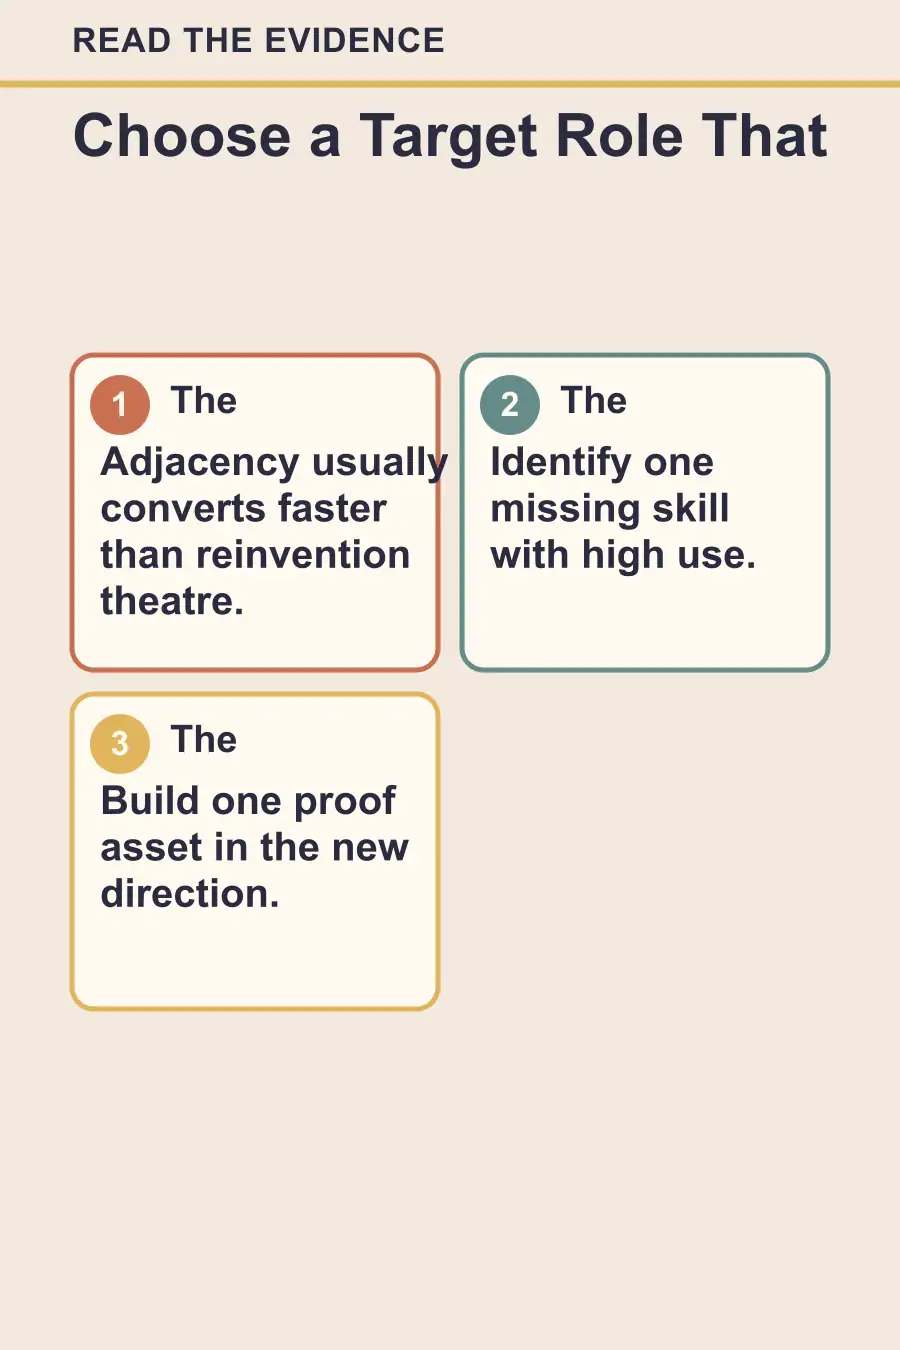 READ THE EVIDENCE
Choose a Target Role That
1 The
Adjacency usually
converts faster
than reinvention
theatre.
2 The
Identify one
missing skill
with high use.
3 The
Build one proof
asset in the new
direction.